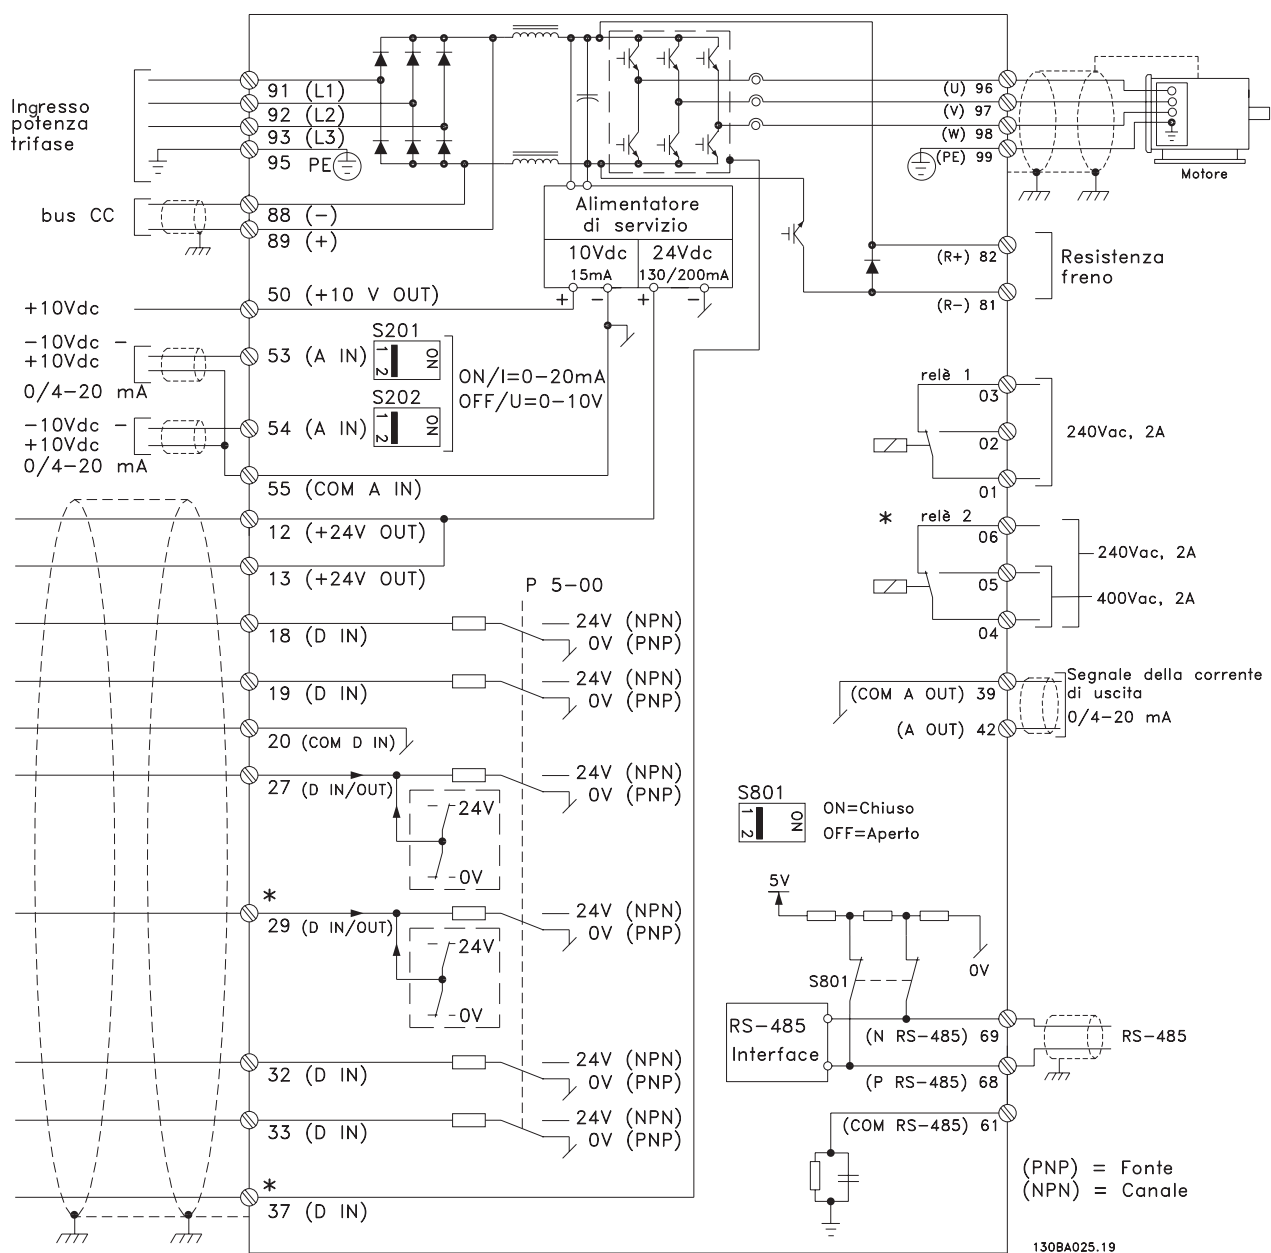 Ingresso
potenza
trifase
91 (L1)
92 (L2)
93 (L3)
95 PE
bus CC
88 (-)
89 (+)
+10Vdc
50 (+10 V OUT)
-10Vdc -
+10Vdc
0/4-20 mA
53 (A IN)
S201
1 2
ON
-10Vdc -
+10Vdc
0/4-20 mA
54 (A IN)
S202
1 2
ON
ON/I=0-20mA
OFF/U=0-10V
55 (COM A IN)
12 (+24V OUT)
13 (+24V OUT)
Alimentatore
di servizio
10Vdc
15mA
24Vdc
130/200mA
+ - + -
P 5-00
18 (D IN)
24V (NPN)
0V (PNP)
19 (D IN)
24V (NPN)
0V (PNP)
20 (COM D IN)
27 (D IN/OUT)
24V (NPN)
0V (PNP)
24V
0V
*
29 (D IN/OUT)
24V (NPN)
0V (PNP)
24V
0V
32 (D IN)
24V (NPN)
0V (PNP)
33 (D IN)
24V (NPN)
0V (PNP)
*
37 (D IN)
(U) 96
(V) 97
(W) 98
(PE) 99
Motore
(R+) 82
(R-) 81
Resistenza
freno
relè 1
03
02
01
240Vac, 2A
* relè 2
06
05
04
240Vac, 2A
400Vac, 2A
(COM A OUT) 39
(A OUT) 42
Segnale della corrente
di uscita
0/4-20 mA
S801
1 2
ON
ON=Chiuso
OFF=Aperto
5V
0V
S801
RS-485
Interface
(N RS-485) 69
(P RS-485) 68
RS-485
(COM RS-485) 61
(PNP) = Fonte
(NPN) = Canale
130BA025.19